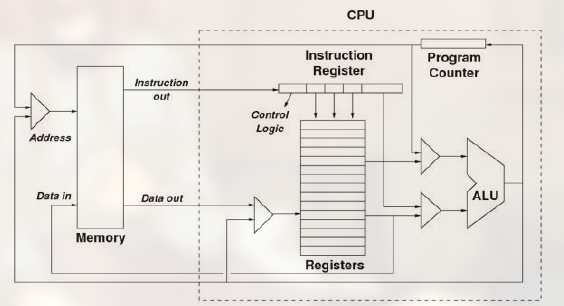 CPU
Instruction
Register
Program
Counter
Instruction
out
Control
Logic
Address
Data in
Data out
ALU
Memory
Registers